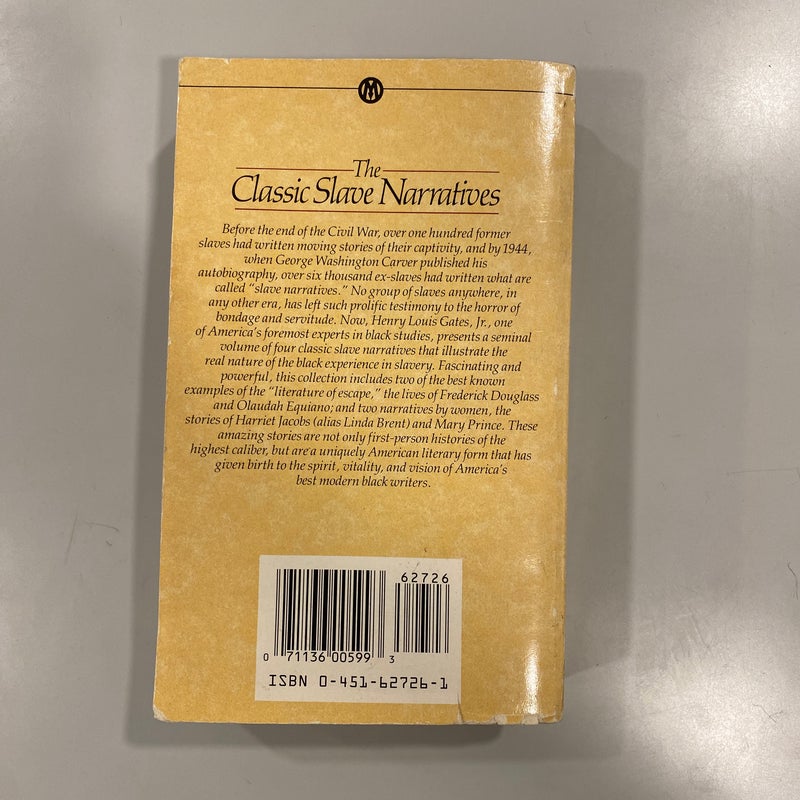 M
The
Classic Slave Narratives
Before the end of the Civil War, over one hundred former
slaves had written moving stories of their captivity, and by 1944,
when George Washington Carver published his
autobiography, over six thousand ex-slaves had written what are
called "slave narratives." No group of slaves anywhere, in
any other era, has left such prolific testimony to the horror of
bondage and servitude. Now, Henry Louis Gates, Jr., one
of America's foremost experts in black studies, presents a seminal
volume of four classic slave narratives that illustrate the
real nature of the black experience in slavery. Fascinating and
powerful, this collection includes two of the best known
examples of the "literature of escape," the lives of Frederick Douglass
and Olaudah Equiano; and two narratives by women, the
stories of Harriet Jacobs (alias Linda Brent) and Mary Prince. These
amazing stories are not only first-person histories of the
highest caliber, but are a uniquely American literary form that has
given birth to the spirit, vitality, and vision of America's
best modern black writers.
62726
0 71136 00599 3
ISBN 0-451-62726-1